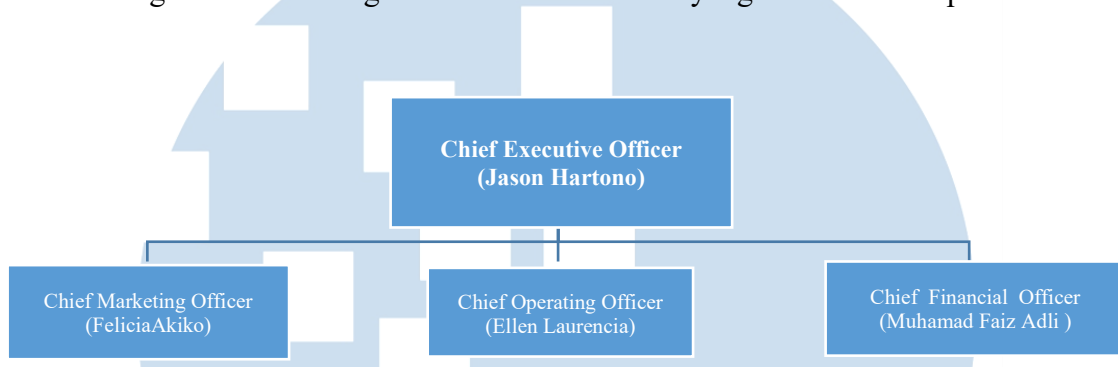 Chief Executive Officer
(Jason Hartono)
Chief Marketing Officer
(FeliciaAkiko)
Chief Operating Officer
(Ellen Laurencia)
Chief Financial Officer
(Muhamad Faiz Adli )